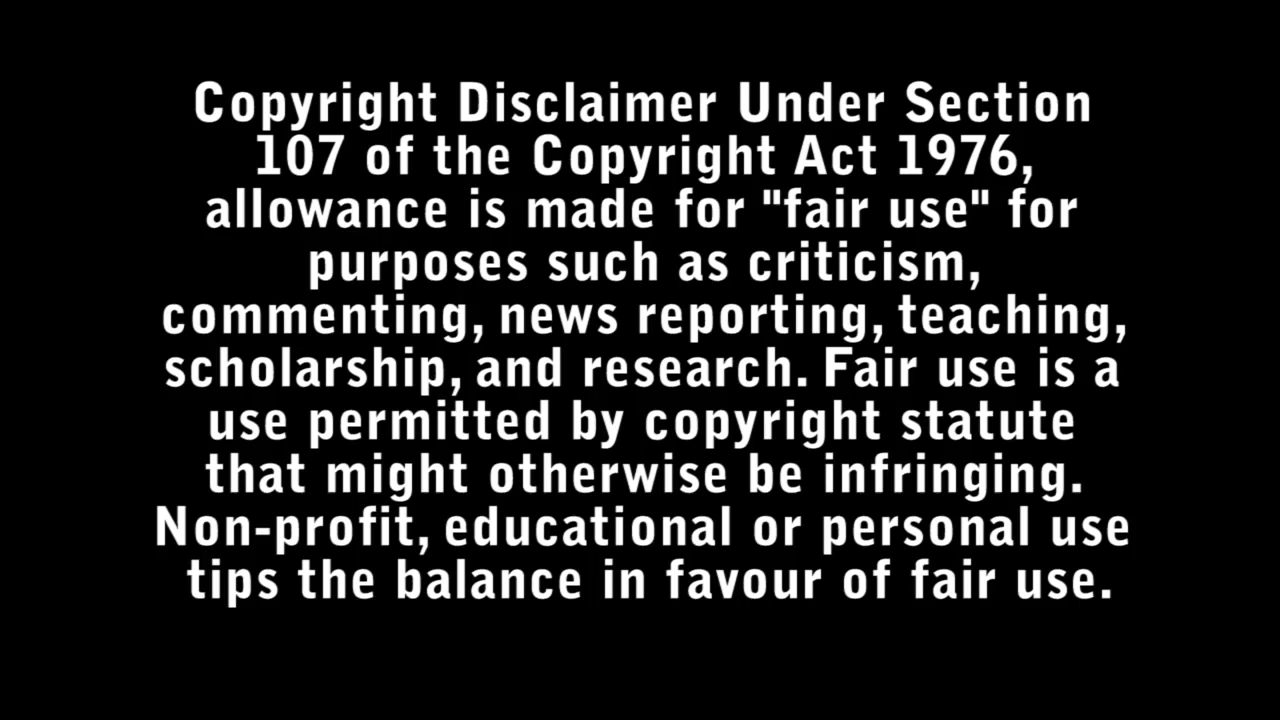 Copyright Disclaimer Under Section
107 of the Copyright Act 1976,
allowance is made for "fair use" for
purposes such as criticism,
commenting, news reporting, teaching,
scholarship, and research. Fair use is a
use permitted by copyright statute
that might otherwise be infringing.
Non-profit, educational or personal use
tips the balance in favour of fair use.